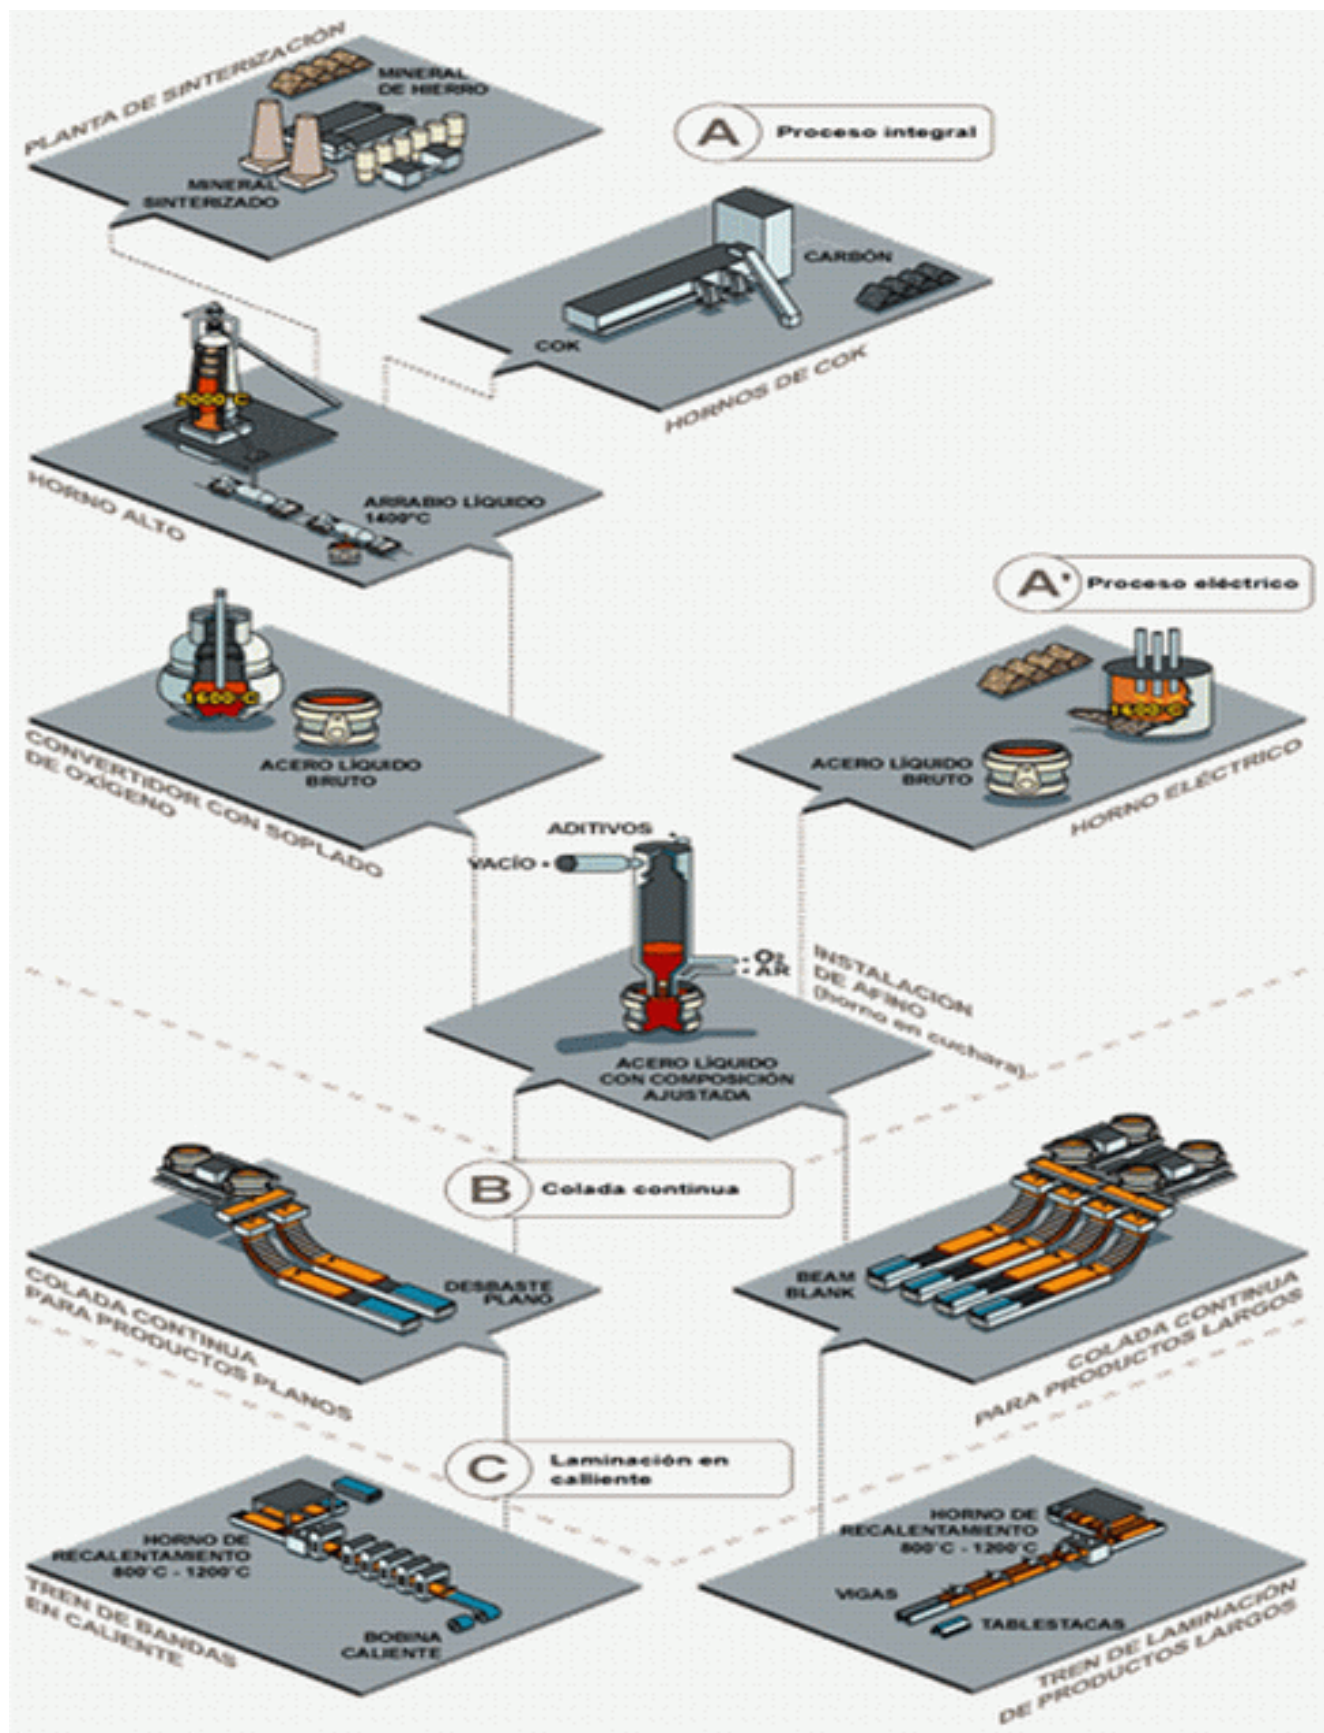 PLANTA DE SINTERIZACIÓN
MINERAL
DE HIERRO
MINERAL
SINTERIZADO
A
Proceso integral
CARBÓN
COK
HORNOS DE COK
2000°C
HORNO ALTO
ARRABIO LÍQUIDO
1400°C
A'
Proceso eléctrico
1600°C
ACERO LÍQUIDO
BRUTO
CONVERTIDOR CON SOPLADO
DE OXÍGENO
1600°C
ACERO LÍQUIDO
BRUTO
HORNO ELÉCTRICO
ADITIVOS
VACÍO
O2
AR
INSTALACIÓN
DE AFINO
(horno en cuchara)
ACERO LÍQUIDO
CON COMPOSICIÓN
AJUSTADA
B
Colada continua
DESBASTE
PLANO
COLADA CONTINUA
PARA PRODUCTOS PLANOS
BEAM
BLANK
COLADA CONTINUA
PARA PRODUCTOS LARGOS
C
Laminación en
calliente
HORNO DE
RECALENTAMIENTO
800°C - 1200°C
BOBINA
CALIENTE
TREN DE BANDAS
EN CALIENTE
HORNO DE
RECALENTAMIENTO
800°C - 1200°C
VIGAS
TABLESTACAS
TREN DE LAMINACIÓN
DE PRODUCTOS LARGOS